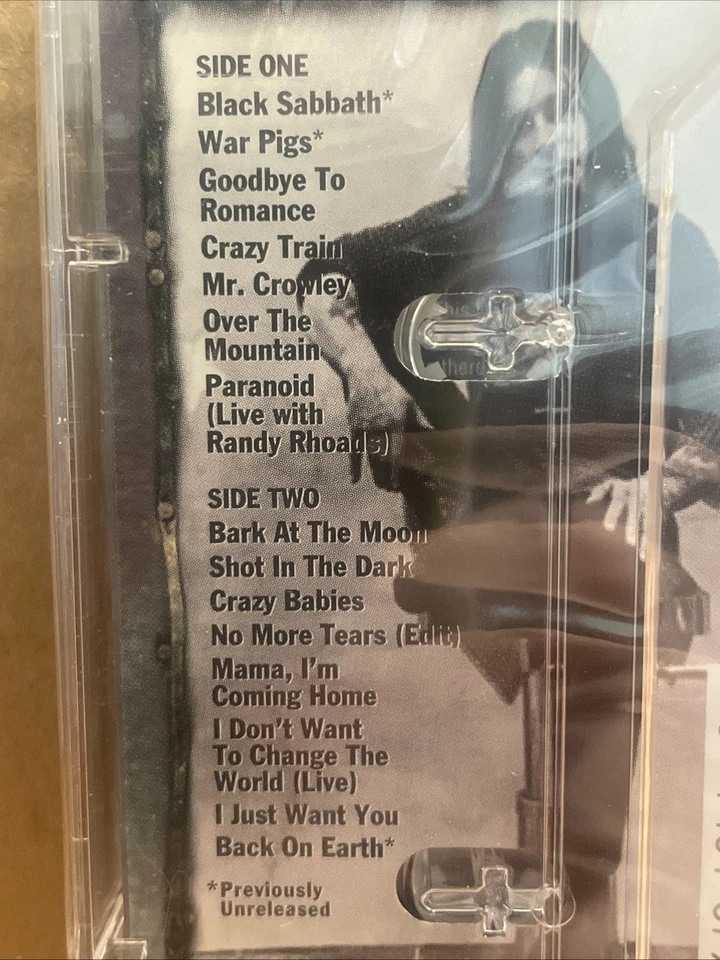 SIDE ONE
Black Sabbath*
War Pigs*
Goodbye To
Romance
Crazy Train
Mr. Crowley
Over The
Mountain
Paranoid
(Live with
Randy Rhoads)
SIDE TWO
Bark At The Moon
Shot In The Dark
Crazy Babies
No More Tears (Edit)
Mama, I'm
Coming Home
I Don't Want
To Change The
World (Live)
I Just Want You
Back On Earth*
*Previously
Unreleased